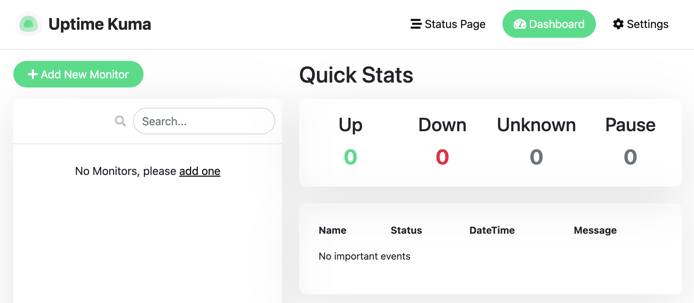 Uptime Kuma
Status Page
Dashboard
Settings
+ Add New Monitor
Search...
No Monitors, please add one
Quick Stats
Up Down Unknown Pause
0 0 0 0
Name Status DateTime Message
No important events